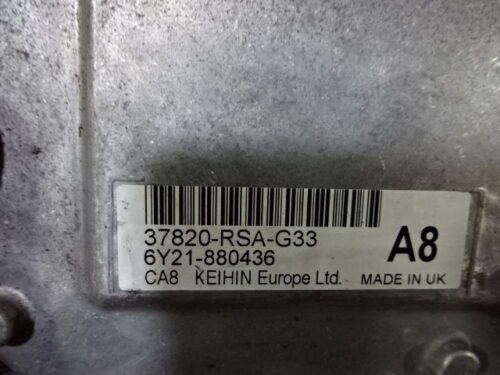 37820-RSA-G33
6Y21-880436
A8
CA8 KEIHIN Europe Ltd. MADE IN UK